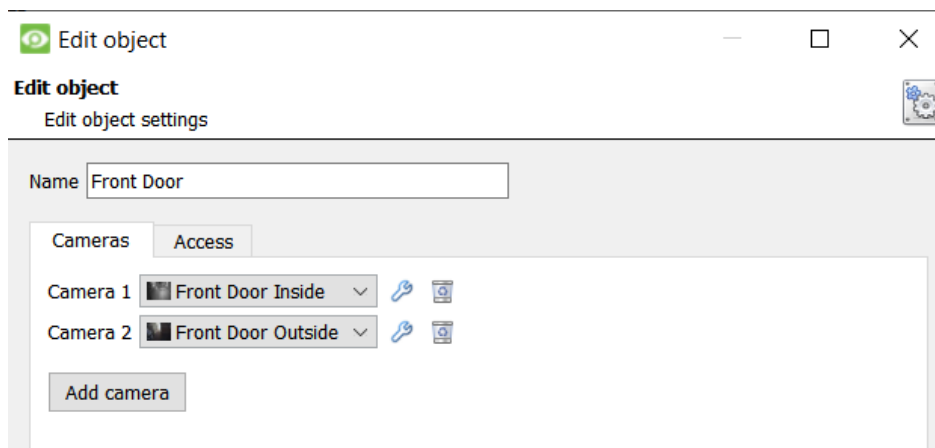 Edit object
Edit object
Edit object settings
Name Front Door
Cameras Access
Camera 1 Front Door Inside
Camera 2 Front Door Outside
Add camera